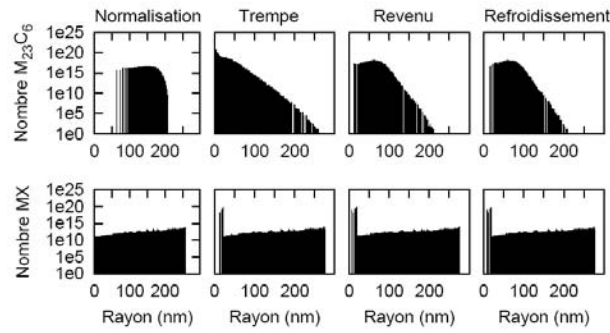 Normalisation Trempe Revenu Refroidissement
Nombre M23C6
1e25
1e20
1e15
1e10
1e5
1e0
0 100 200 0 100 200 0 100 200 0 100 200
Nombre MX
1e25
1e20
1e15
1e10
1e5
1e0
0 100 200 0 100 200 0 100 200 0 100 200
Rayon (nm) Rayon (nm) Rayon (nm) Rayon (nm)